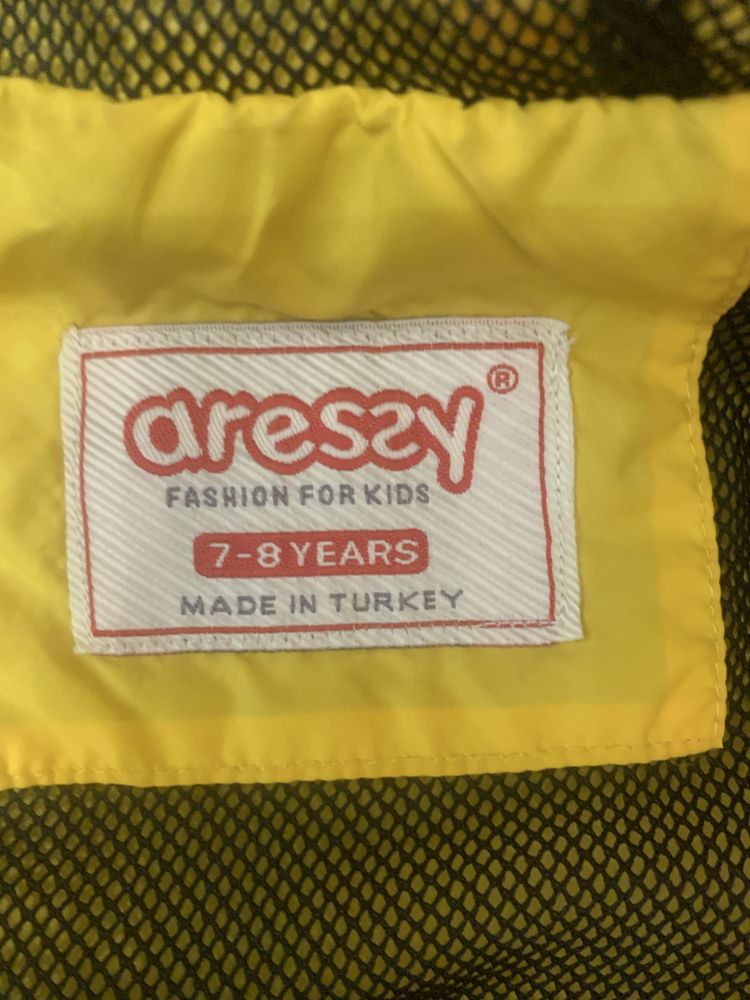 aressy®
FASHION FOR KIDS
7-8 YEARS
MADE IN TURKEY